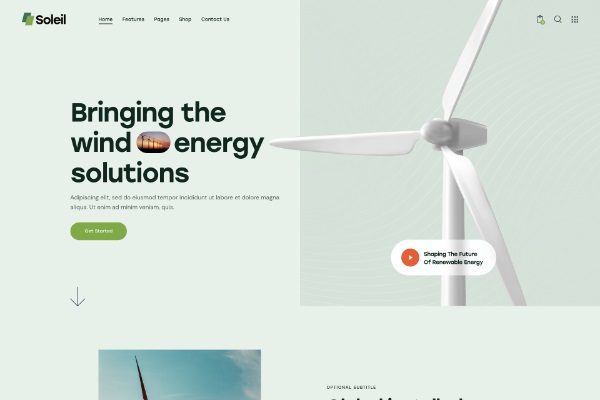 Soleil
Home Features Pages Shop Contact Us
Bringing the
wind energy
solutions
Adipiscing elit, sed do eiusmod tempor incididunt ut labore et dolore magna
aliqua. Ut enim ad minim veniam, quis.
Get Started
Shaping The Future
Of Renewable Energy
OPTIONAL SUBTITLE